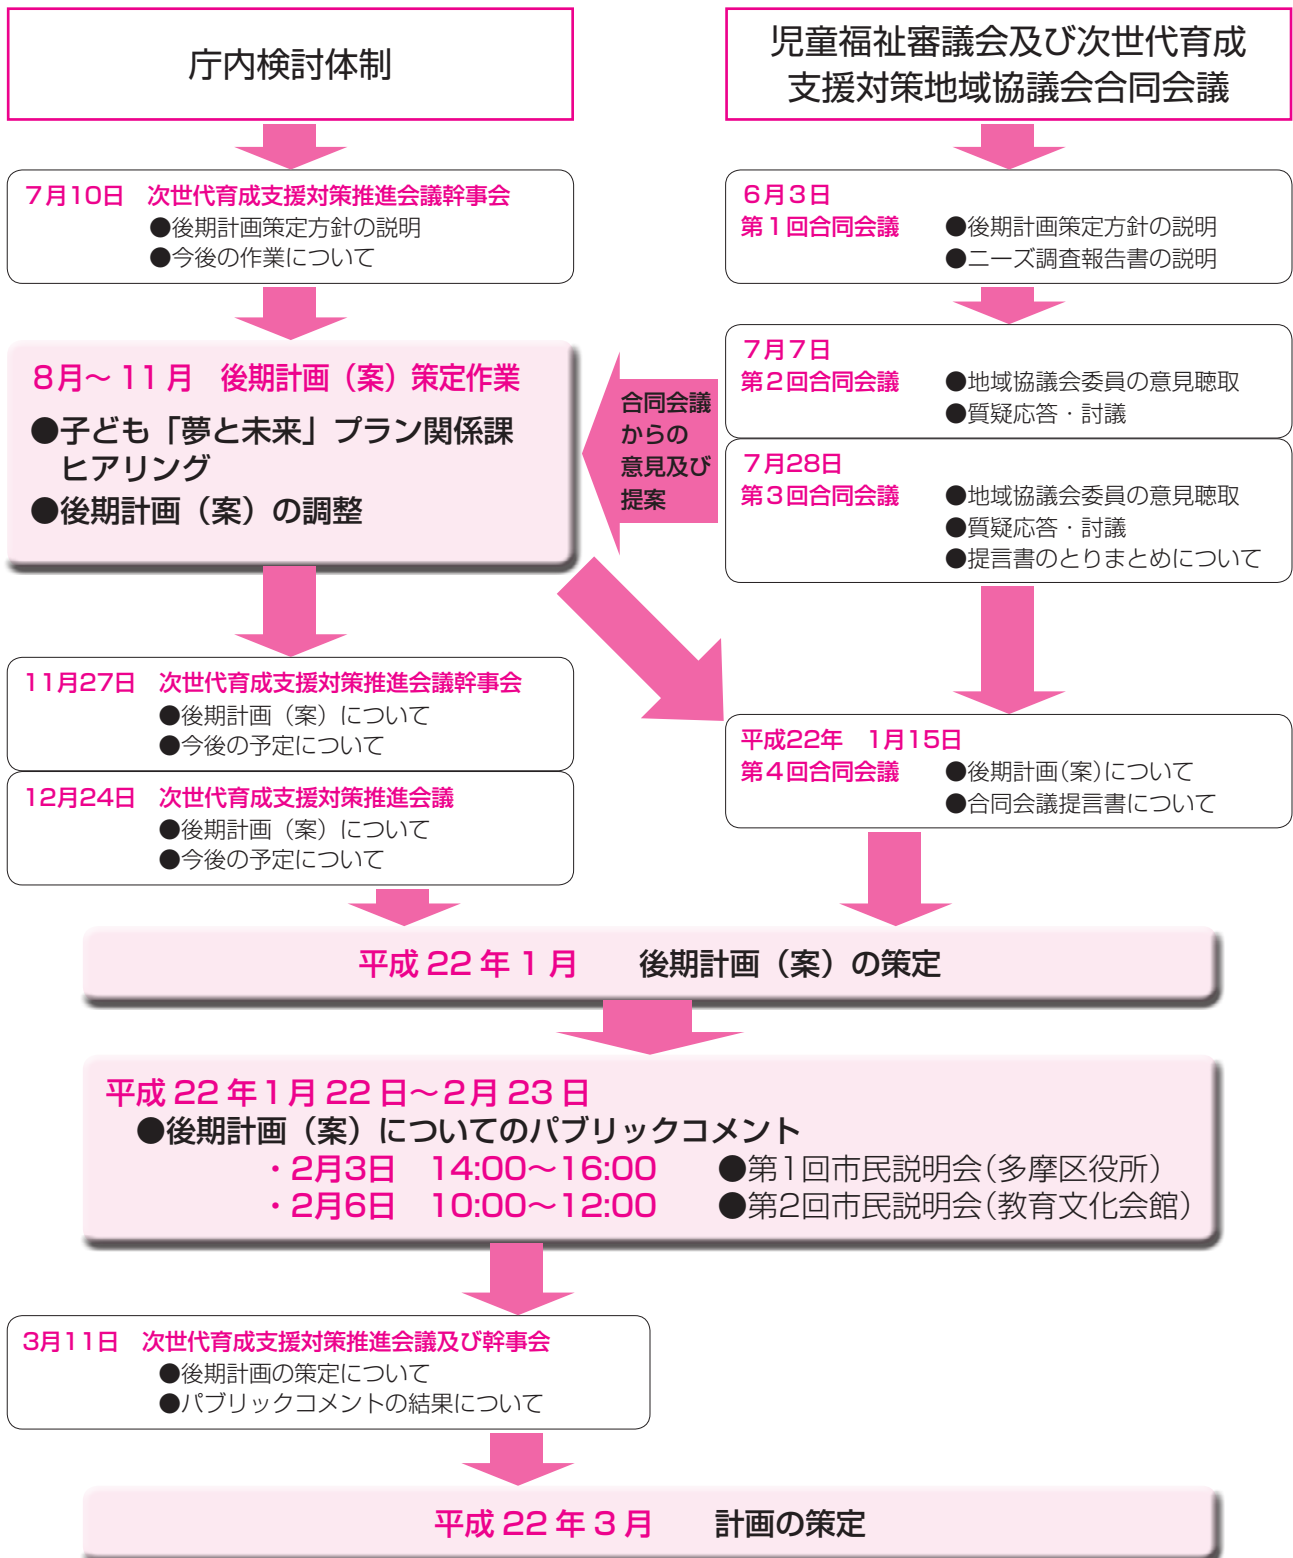 庁内検討体制
児童福祉審議会及び次世代育成
支援対策地域協議会合同会議
7月10日　次世代育成支援対策推進会議幹事会
●後期計画策定方針の説明
●今後の作業について
6月3日
第1回合同会議　●後期計画策定方針の説明
●ニーズ調査報告書の説明
8月～11月　後期計画（案）策定作業
●子ども「夢と未来」プラン関係課
ヒアリング
●後期計画（案）の調整
合同会議
からの
意見及び
提案
7月7日
第2回合同会議　●地域協議会委員の意見聴取
●質疑応答・討議
7月28日
第3回合同会議　●地域協議会委員の意見聴取
●質疑応答・討議
●提言書のとりまとめについて
11月27日　次世代育成支援対策推進会議幹事会
●後期計画（案）について
●今後の予定について
12月24日　次世代育成支援対策推進会議
●後期計画（案）について
●今後の予定について
平成22年　1月15日
第4回合同会議　●後期計画(案)について
●合同会議提言書について
平成22年1月　後期計画（案）の策定
平成22年1月22日～2月23日
●後期計画（案）についてのパブリックコメント
・2月3日　14:00～16:00　●第1回市民説明会(多摩区役所)
・2月6日　10:00～12:00　●第2回市民説明会(教育文化会館)
3月11日　次世代育成支援対策推進会議及び幹事会
●後期計画の策定について
●パブリックコメントの結果について
平成22年3月　計画の策定